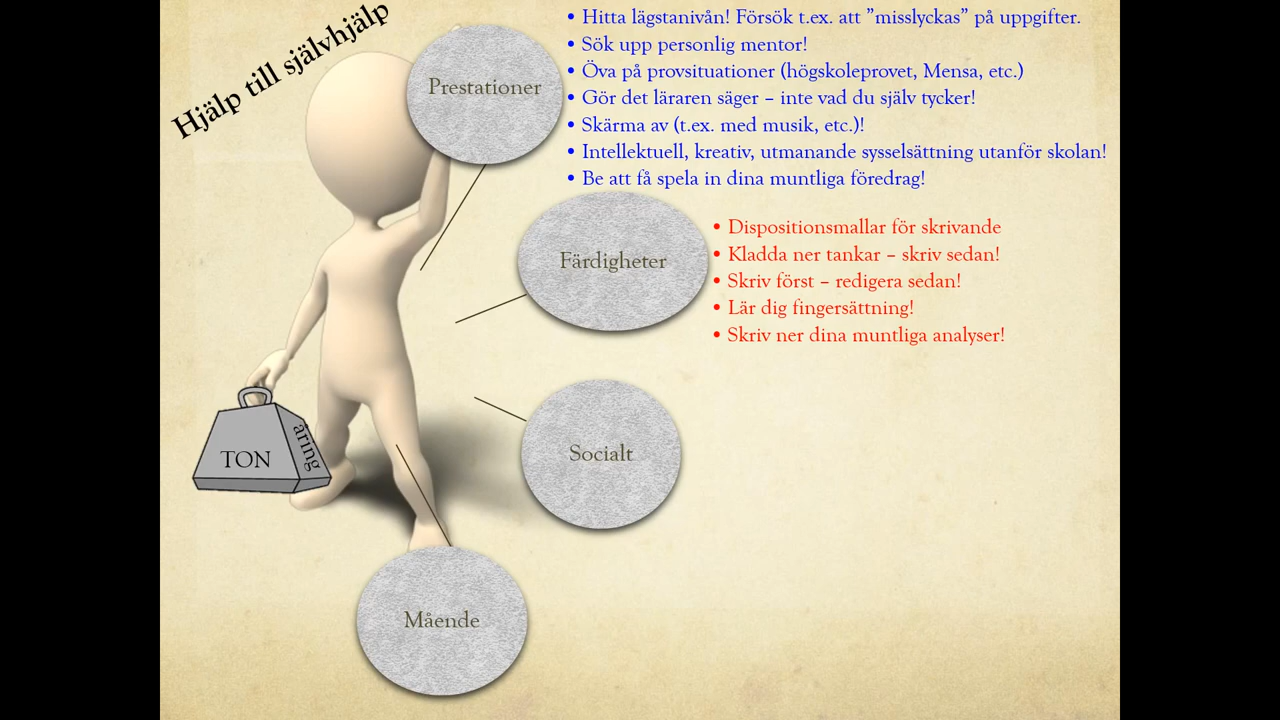 Hjälp till självhjälp
Prestationer
• Hitta lägstanivån! Försök t.ex. att ”misslyckas” på uppgifter.
• Sök upp personlig mentor!
• Öva på provsituationer (högskoleprovet, Mensa, etc.)
• Gör det läraren säger – inte vad du själv tycker!
• Skärma av (t.ex. med musik, etc.)!
• Intellektuell, kreativ, utmanande sysselsättning utanför skolan!
• Be att få spela in dina muntliga föredrag!
Färdigheter
• Dispositionsmallar för skrivande
• Kladda ner tankar – skriv sedan!
• Skriv först – redigera sedan!
• Lär dig fingersättning!
• Skriv ner dina muntliga analyser!
TON
aring
Socialt
Mående